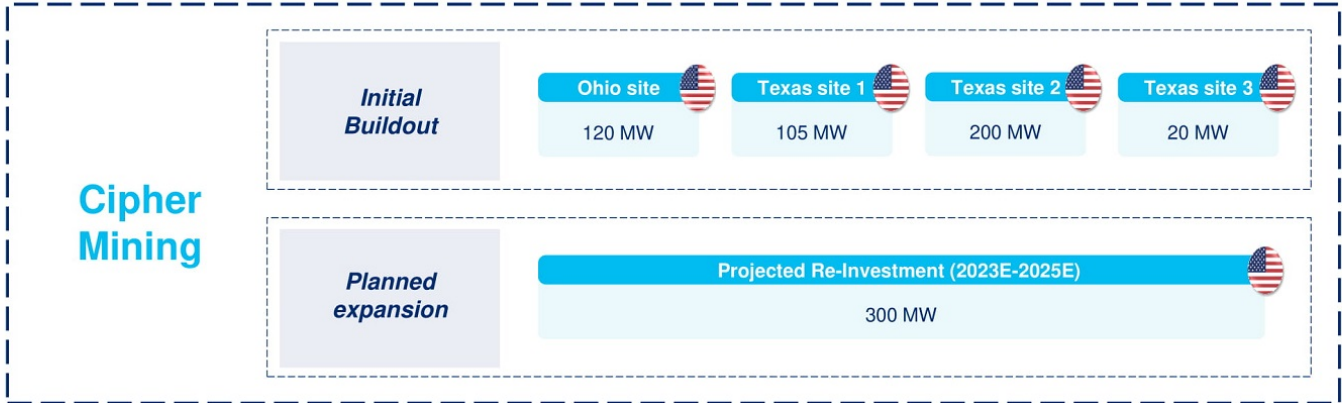 Cipher
Mining
Initial
Buildout
Ohio site
120 MW
Texas site 1
105 MW
Texas site 2
200 MW
Texas site 3
20 MW
Planned
expansion
Projected Re-Investment (2023E-2025E)
300 MW